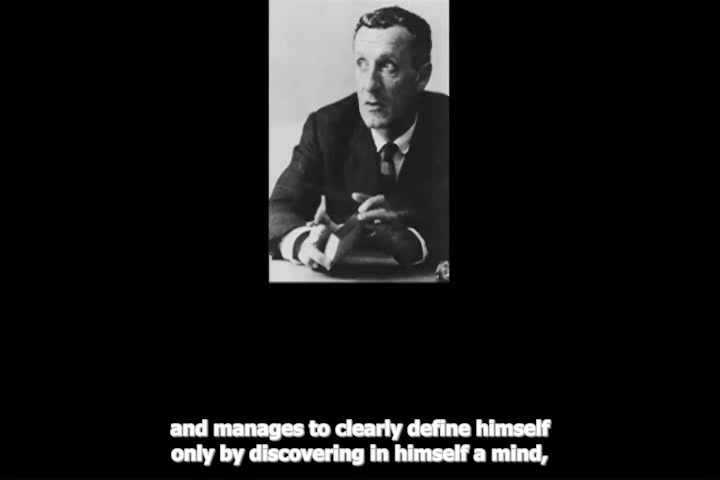 and manages to clearly define himself
only by discovering in himself a mind,